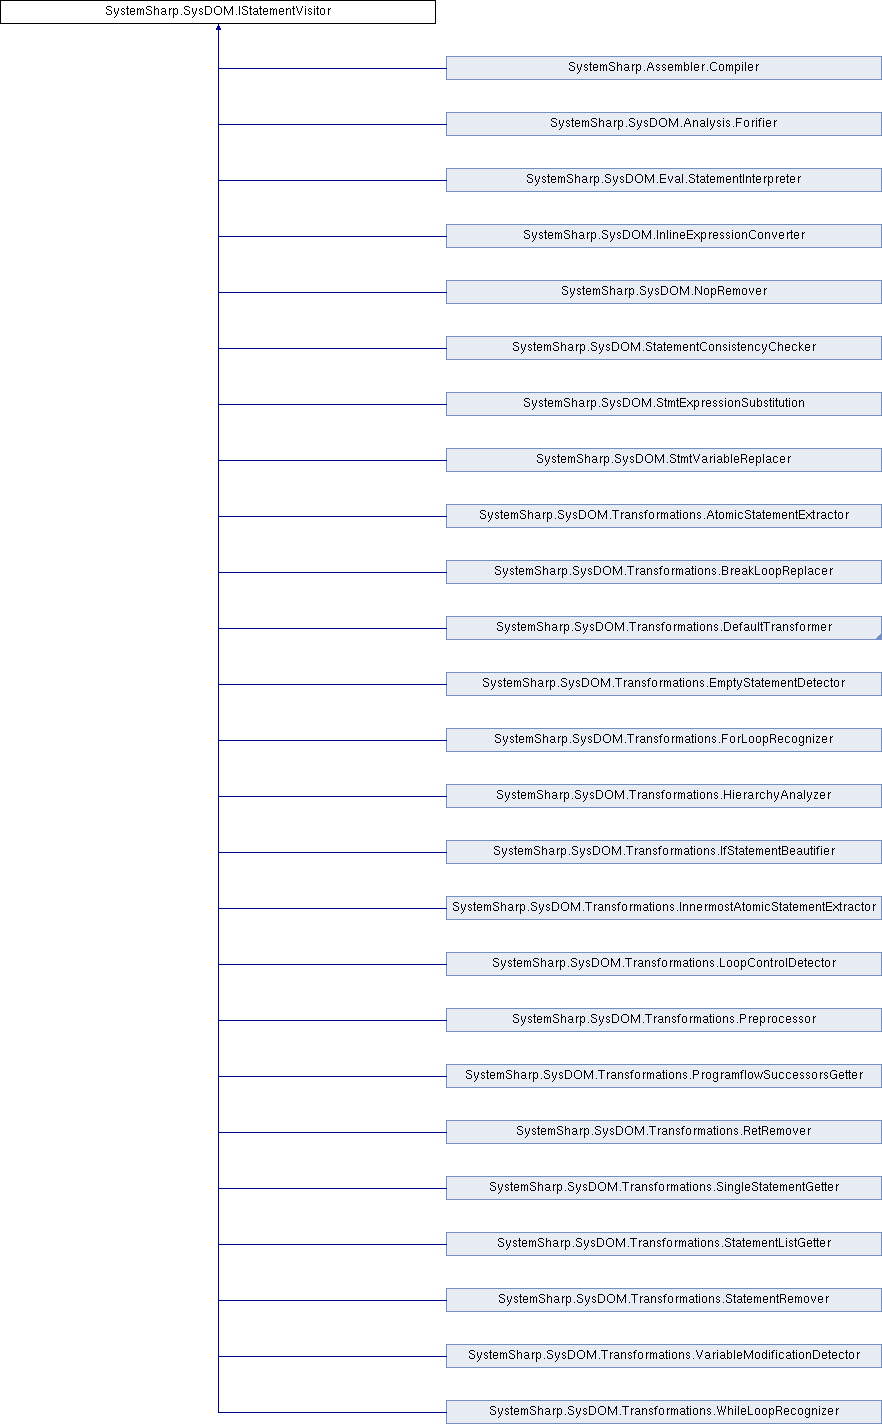 SystemSharp.SysDOM.IStatementVisitor
SystemSharp.Assembler.Compiler
SystemSharp.SysDOM.Analysis.Forifier
SystemSharp.SysDOM.Eval.StatementInterpreter
SystemSharp.SysDOM.InlineExpressionConverter
SystemSharp.SysDOM.NopRemover
SystemSharp.SysDOM.StatementConsistencyChecker
SystemSharp.SysDOM.StmtExpressionSubstitution
SystemSharp.SysDOM.StmtVariableReplacer
SystemSharp.SysDOM.Transformations.AtomicStatementExtractor
SystemSharp.SysDOM.Transformations.BreakLoopReplacer
SystemSharp.SysDOM.Transformations.DefaultTransformer
SystemSharp.SysDOM.Transformations.EmptyStatementDetector
SystemSharp.SysDOM.Transformations.ForLoopRecognizer
SystemSharp.SysDOM.Transformations.HierarchyAnalyzer
SystemSharp.SysDOM.Transformations.IfStatementBeautifier
SystemSharp.SysDOM.Transformations.InnermostAtomicStatementExtractor
SystemSharp.SysDOM.Transformations.LoopControlDetector
SystemSharp.SysDOM.Transformations.Preprocessor
SystemSharp.SysDOM.Transformations.ProgramflowSuccessorsGetter
SystemSharp.SysDOM.Transformations.RetRemover
SystemSharp.SysDOM.Transformations.SingleStatementGetter
SystemSharp.SysDOM.Transformations.StatementListGetter
SystemSharp.SysDOM.Transformations.StatementRemover
SystemSharp.SysDOM.Transformations.VariableModificationDetector
SystemSharp.SysDOM.Transformations.WhileLoopRecognizer